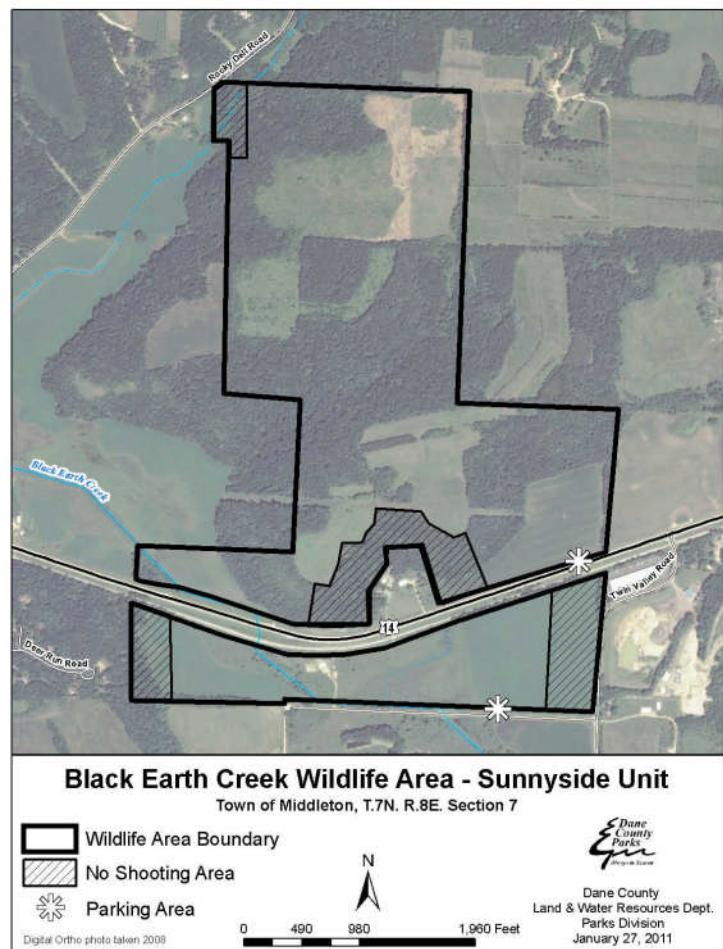 Rocky Dell Road
Black Earth Creek
Twin Valley Road
14
Deer Run Road
Black Earth Creek Wildlife Area - Sunnyside Unit
Town of Middleton, T.7N. R.8E. Section 7
Wildlife Area Boundary
No Shooting Area
Parking Area
Digital Ortho photo taken 2008
N
0 490 980 1,960 Feet
Dane
County
Parks
Dane County
Land & Water Resources Dept.
Parks Division
January 27, 2011